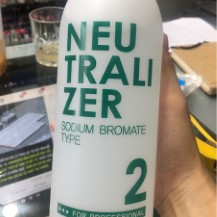 NEU
TRALI
ZER
SODIUM BROMATE
TYPE
2
FOR PROFESSIONAL